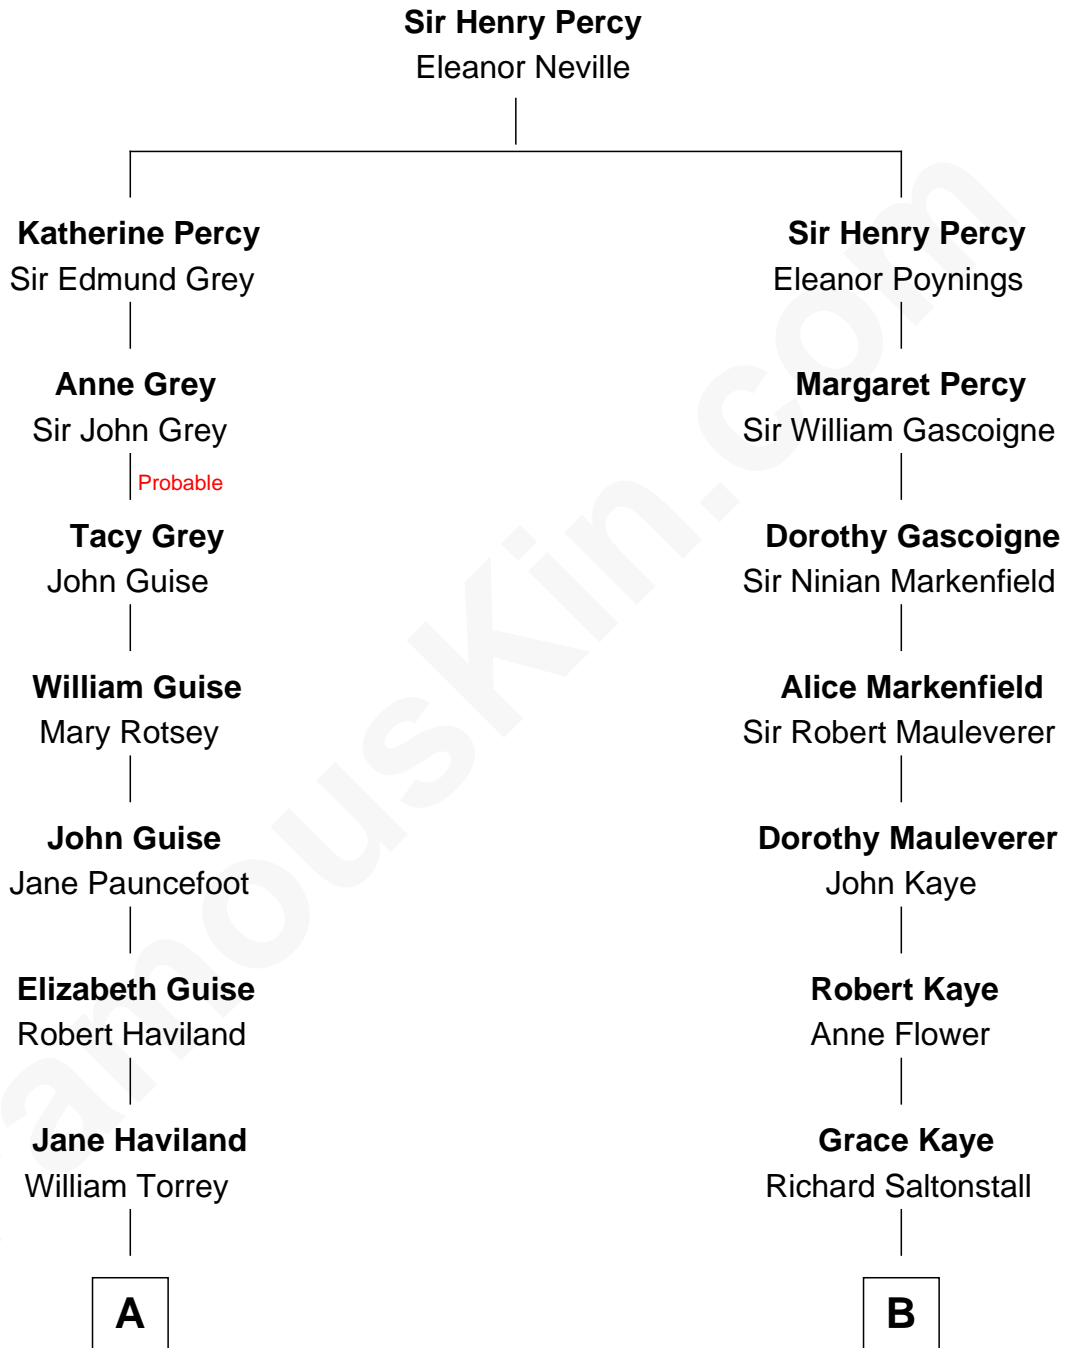 Sir Henry Percy
Eleanor Neville
Katherine Percy
Sir Edmund Grey
Sir Henry Percy
Eleanor Poynings
Anne Grey
Sir John Grey
Margaret Percy
Sir William Gascoigne
Probable
Tacy Grey
John Guise
Dorothy Gascoigne
Sir Ninian Markenfield
William Guise
Mary Rotsey
Alice Markenfield
Sir Robert Mauleverer
John Guise
Jane Pauncefoot
Dorothy Mauleverer
John Kaye
Elizabeth Guise
Robert Haviland
Robert Kaye
Anne Flower
Jane Haviland
William Torrey
Grace Kaye
Richard Saltonstall
A
B
amousKin.com